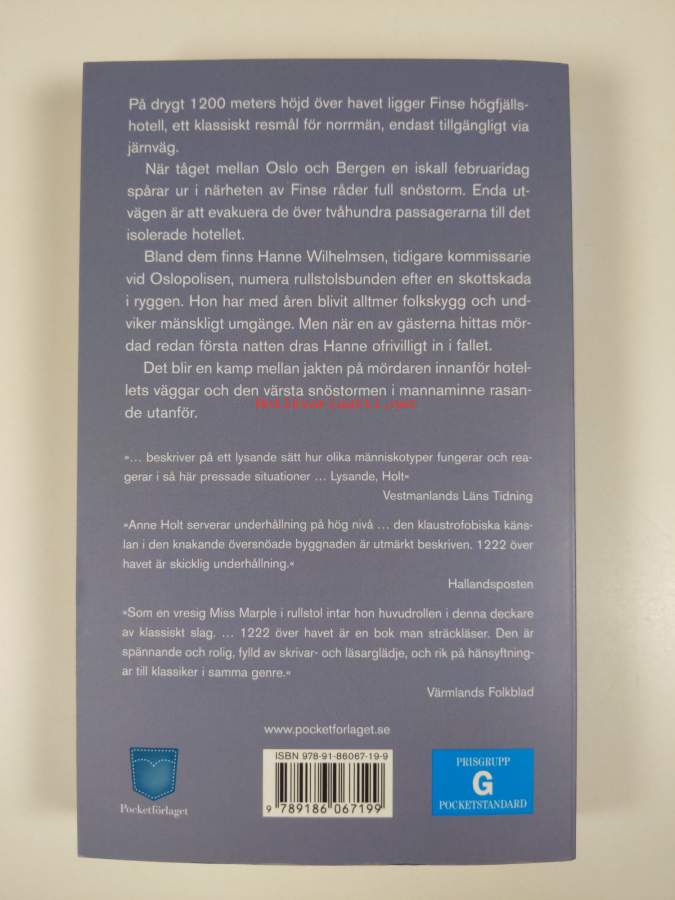 På drygt 1200 meters höjd över havet ligger Finse högfjälls-
hotell, ett klassiskt resmål för norrmän, endast tillgängligt via
järnväg.
När tåget mellan Oslo och Bergen en iskall februaridag
spårar ur i närheten av Finse råder full snöstorm. Enda ut-
vägen är att evakuera de över tvåhundra passagerarna till det
isolerade hotellet.
Bland dem finns Hanne Wilhelmsen, tidigare kommissarie
vid Oslopolisen, numera rullstolsbunden efter en skottskada
i ryggen. Hon har med åren blivit alltmer folkskygg och und-
viker mänskligt umgänge. Men när en av gästerna hittas mör-
dad redan första natten dras Hanne ofrivilligt in i fallet.
Det blir en kamp mellan jakten på mördaren innanför hotel-
lets väggar och den värsta snöstormen i mannaminne rasan-
de utanför.
»… beskriver på ett lysande sätt hur olika människotyper fungerar och rea-
gerar i så här pressade situationer … Lysande, Holt«
Vestmanlands Läns Tidning
»Anne Holt serverar underhållning på hög nivå … den klaustrofobiska käns-
lan i den knakande översnöade byggnaden är utmärkt beskriven. 1222 över
havet är skicklig underhållning.«
Hallandsposten
»Som en vresig Miss Marple i rullstol intar hon huvudrollen i denna deckare
av klassiskt slag. … 1222 över havet är en bok man sträckläser. Den är
spännande och rolig, fylld av skrivar- och läsarglädje, och rik på hänsyftning-
ar till klassiker i samma genre.«
Värmlands Folkblad
www.pocketforlaget.se
Pocketförlaget
ISBN 978-91-86067-19-9
9 789186 067199
PRISGRUPP
G
POCKETSTANDARD